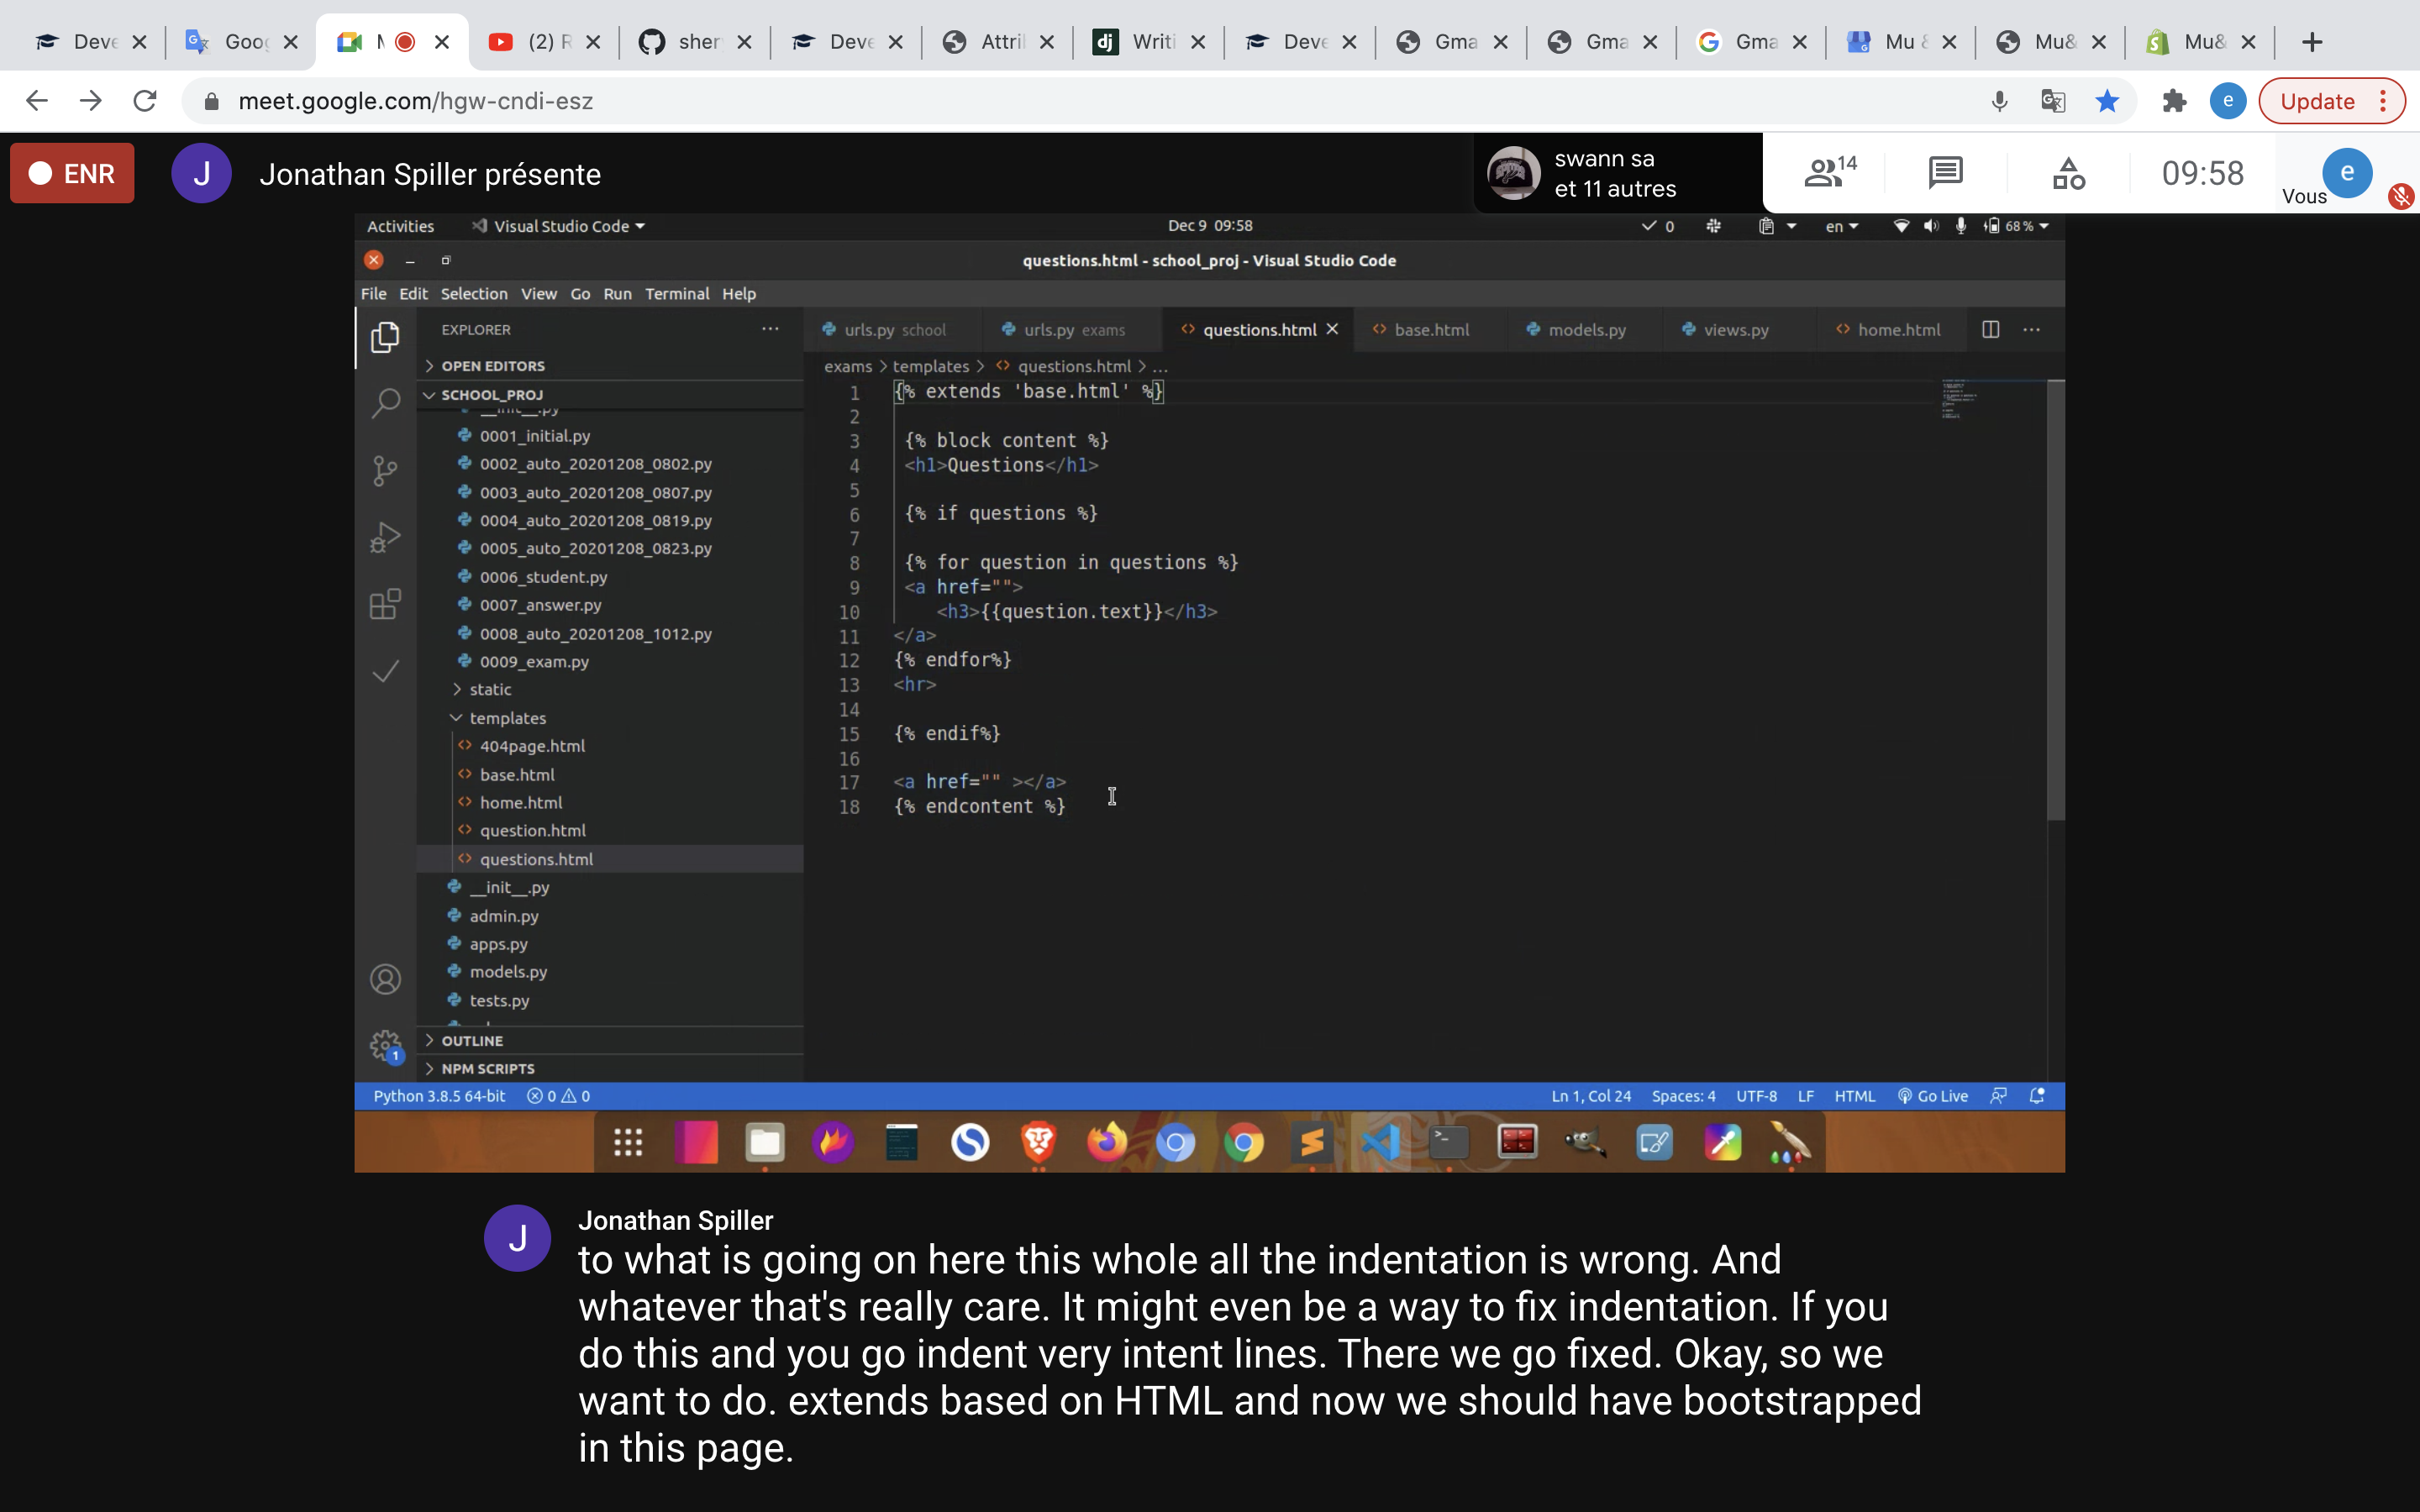 Deve
Goog
M
(2) F
sher
Deve
Attri
Writi
Deve
Gma
Gma
Gma
Mu &
Mu&
Mu&
meet.google.com/hgw-cndi-esz
e
Update
ENR
J
Jonathan Spiller présente
swann sa
et 11 autres
14
09:58
Vous
e
Activities
Visual Studio Code
Dec 9 09:58
0
en
68 %
questions.html - school_proj - Visual Studio Code
File Edit Selection View Go Run Terminal Help
EXPLORER
urls.py school
urls.py exams
questions.html
base.html
models.py
views.py
home.html
OPEN EDITORS
exams > templates > questions.html > ...
SCHOOL_PROJ
__init__.py
0001_initial.py
0002_auto_20201208_0802.py
0003_auto_20201208_0807.py
0004_auto_20201208_0819.py
0005_auto_20201208_0823.py
0006_student.py
0007_answer.py
0008_auto_20201208_1012.py
0009_exam.py
static
templates
404page.html
base.html
home.html
question.html
questions.html
__init__.py
admin.py
apps.py
models.py
tests.py
OUTLINE
NPM SCRIPTS
1
1 {% extends 'base.html' %}
2
3 {% block content %}
4 <h1>Questions</h1>
5
6 {% if questions %}
7
8 {% for question in questions %}
9 <a href="">
10 <h3>{{question.text}}</h3>
11 </a>
12 {% endfor%}
13 <hr>
14
15 {% endif%}
16
17 <a href="" ></a>
18 {% endcontent %}
Python 3.8.5 64-bit
0 0
Ln 1, Col 24
Spaces: 4
UTF-8
LF
HTML
Go Live
J
Jonathan Spiller
to what is going on here this whole all the indentation is wrong. And
whatever that's really care. It might even be a way to fix indentation. If you
do this and you go indent very intent lines. There we go fixed. Okay, so we
want to do. extends based on HTML and now we should have bootstrapped
in this page.